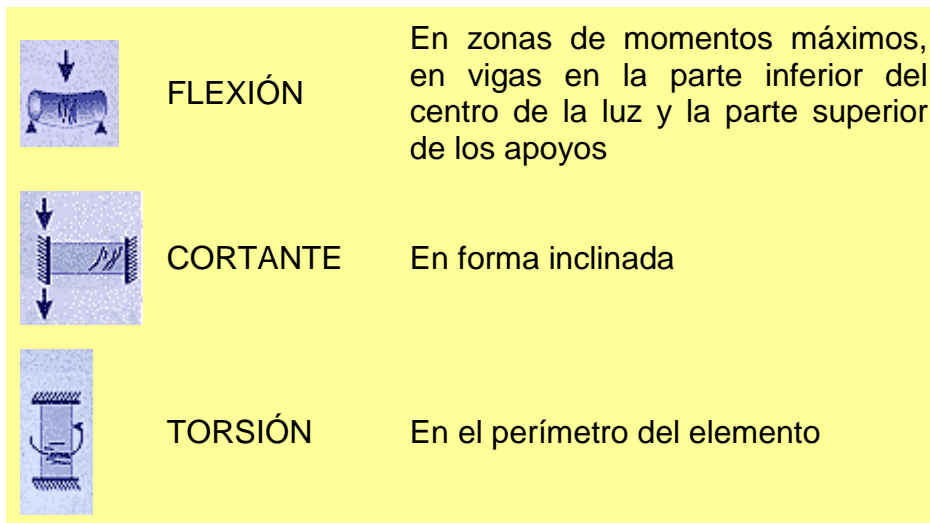 FLEXIÓN
En zonas de momentos máximos,
en vigas en la parte inferior del
centro de la luz y la parte superior
de los apoyos
CORTANTE
En forma inclinada
TORSIÓN
En el perímetro del elemento